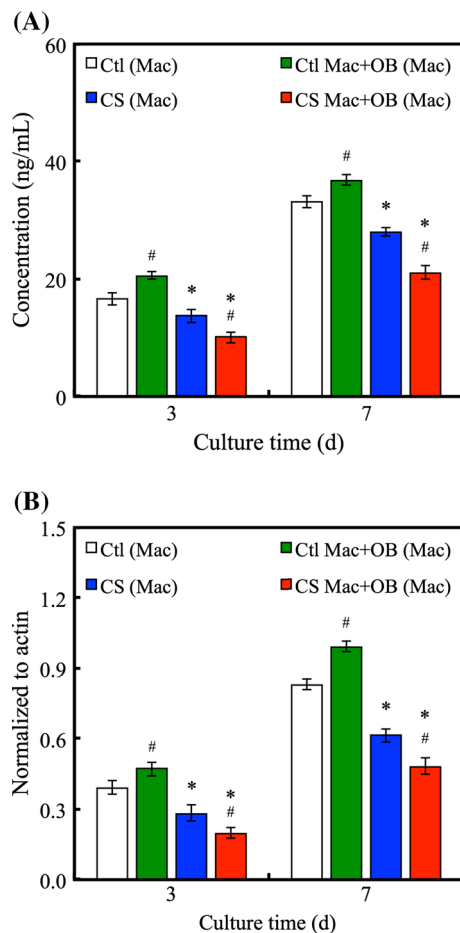 (A)
60
Ctl (Mac)
Ctl Mac+OB (Mac)
CS (Mac)
CS Mac+OB (Mac)
Concentration (ng/mL)
40
20
0
#
*
*
#
#
*
*
#
3
7
Culture time (d)
(B)
1.5
Ctl (Mac)
Ctl Mac+OB (Mac)
CS (Mac)
CS Mac+OB (Mac)
Normalized to actin
1.2
0.9
0.6
0.3
0.0
#
*
*
#
#
*
*
#
3
7
Culture time (d)